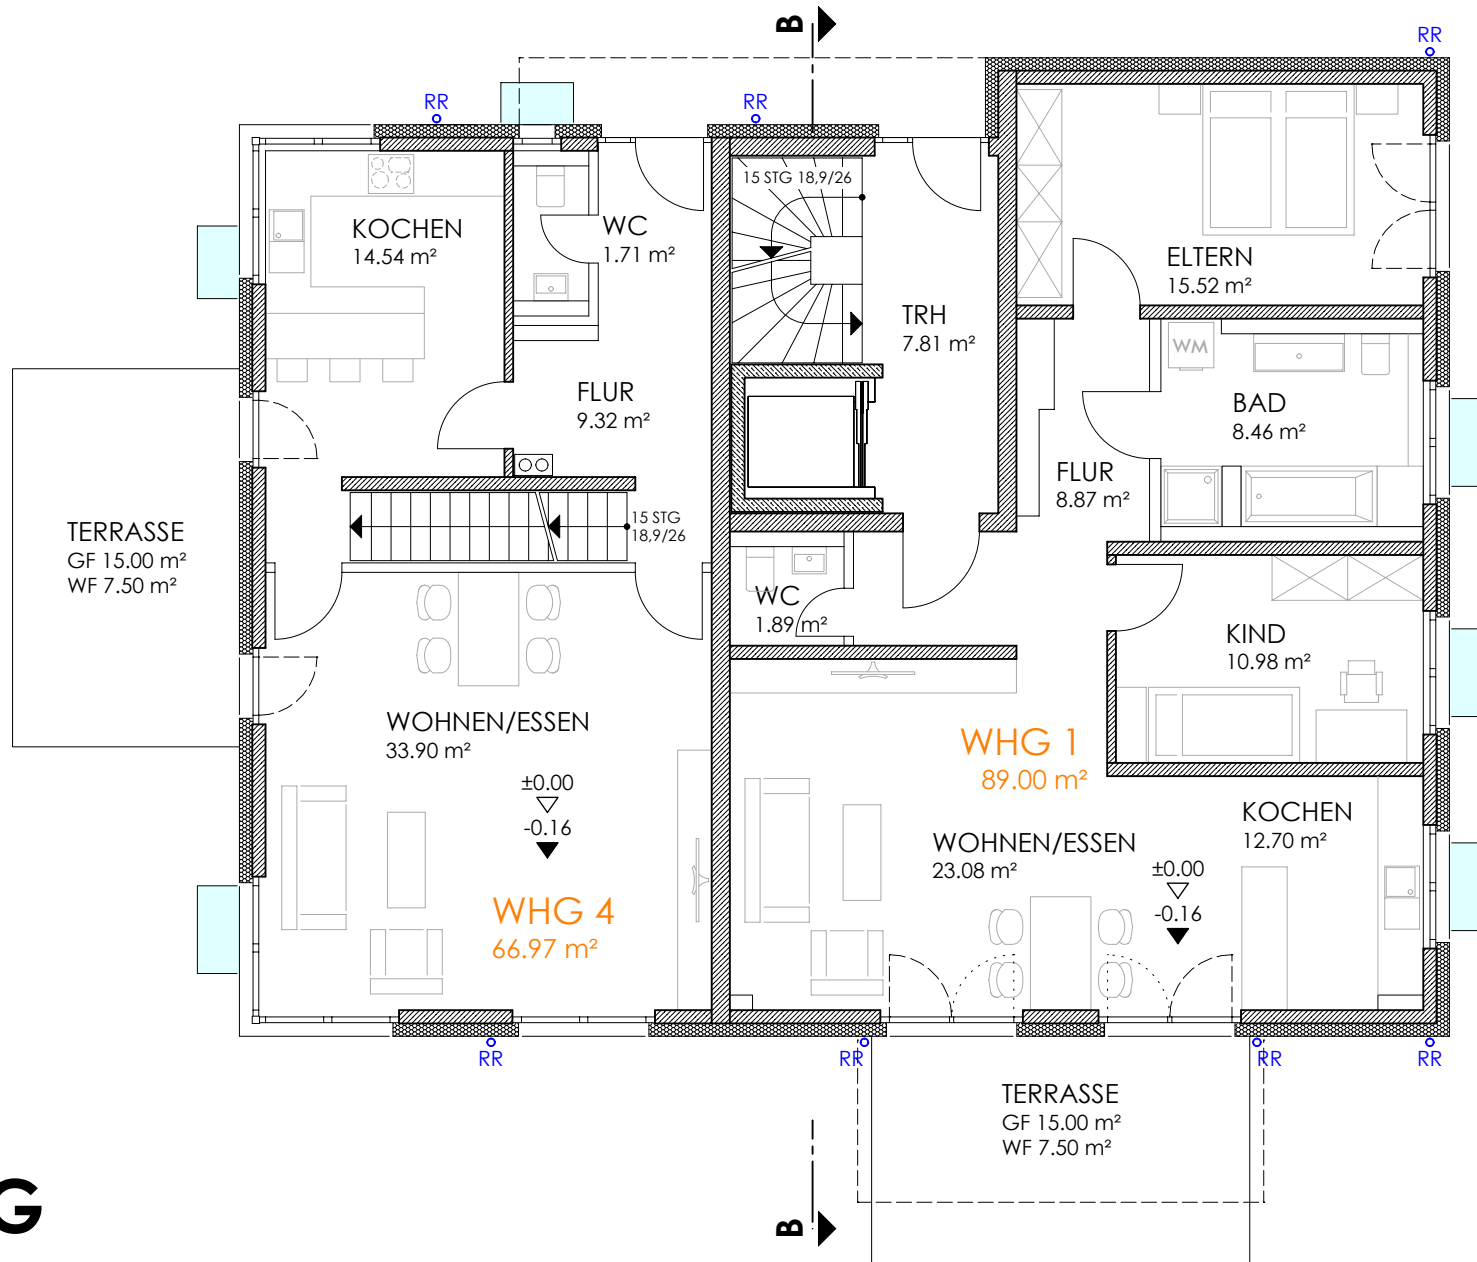 B
RR
RR
RR
15 STG 18,9/26
KOCHEN
14.54 m²
WC
1.71 m²
ELTERN
15.52 m²
TRH
7.81 m²
WM
FLUR
9.32 m²
BAD
8.46 m²
FLUR
8.87 m²
TERRASSE
GF 15.00 m²
WF 7.50 m²
15 STG
18,9/26
WC
1.89 m²
KIND
10.98 m²
WOHNEN/ESSEN
33.90 m²
±0.00
-0.16
WHG 1
89.00 m²
KOCHEN
12.70 m²
WOHNEN/ESSEN
23.08 m²
±0.00
-0.16
WHG 4
66.97 m²
RR
RR
RR
RR
TERRASSE
GF 15.00 m²
WF 7.50 m²
G
B